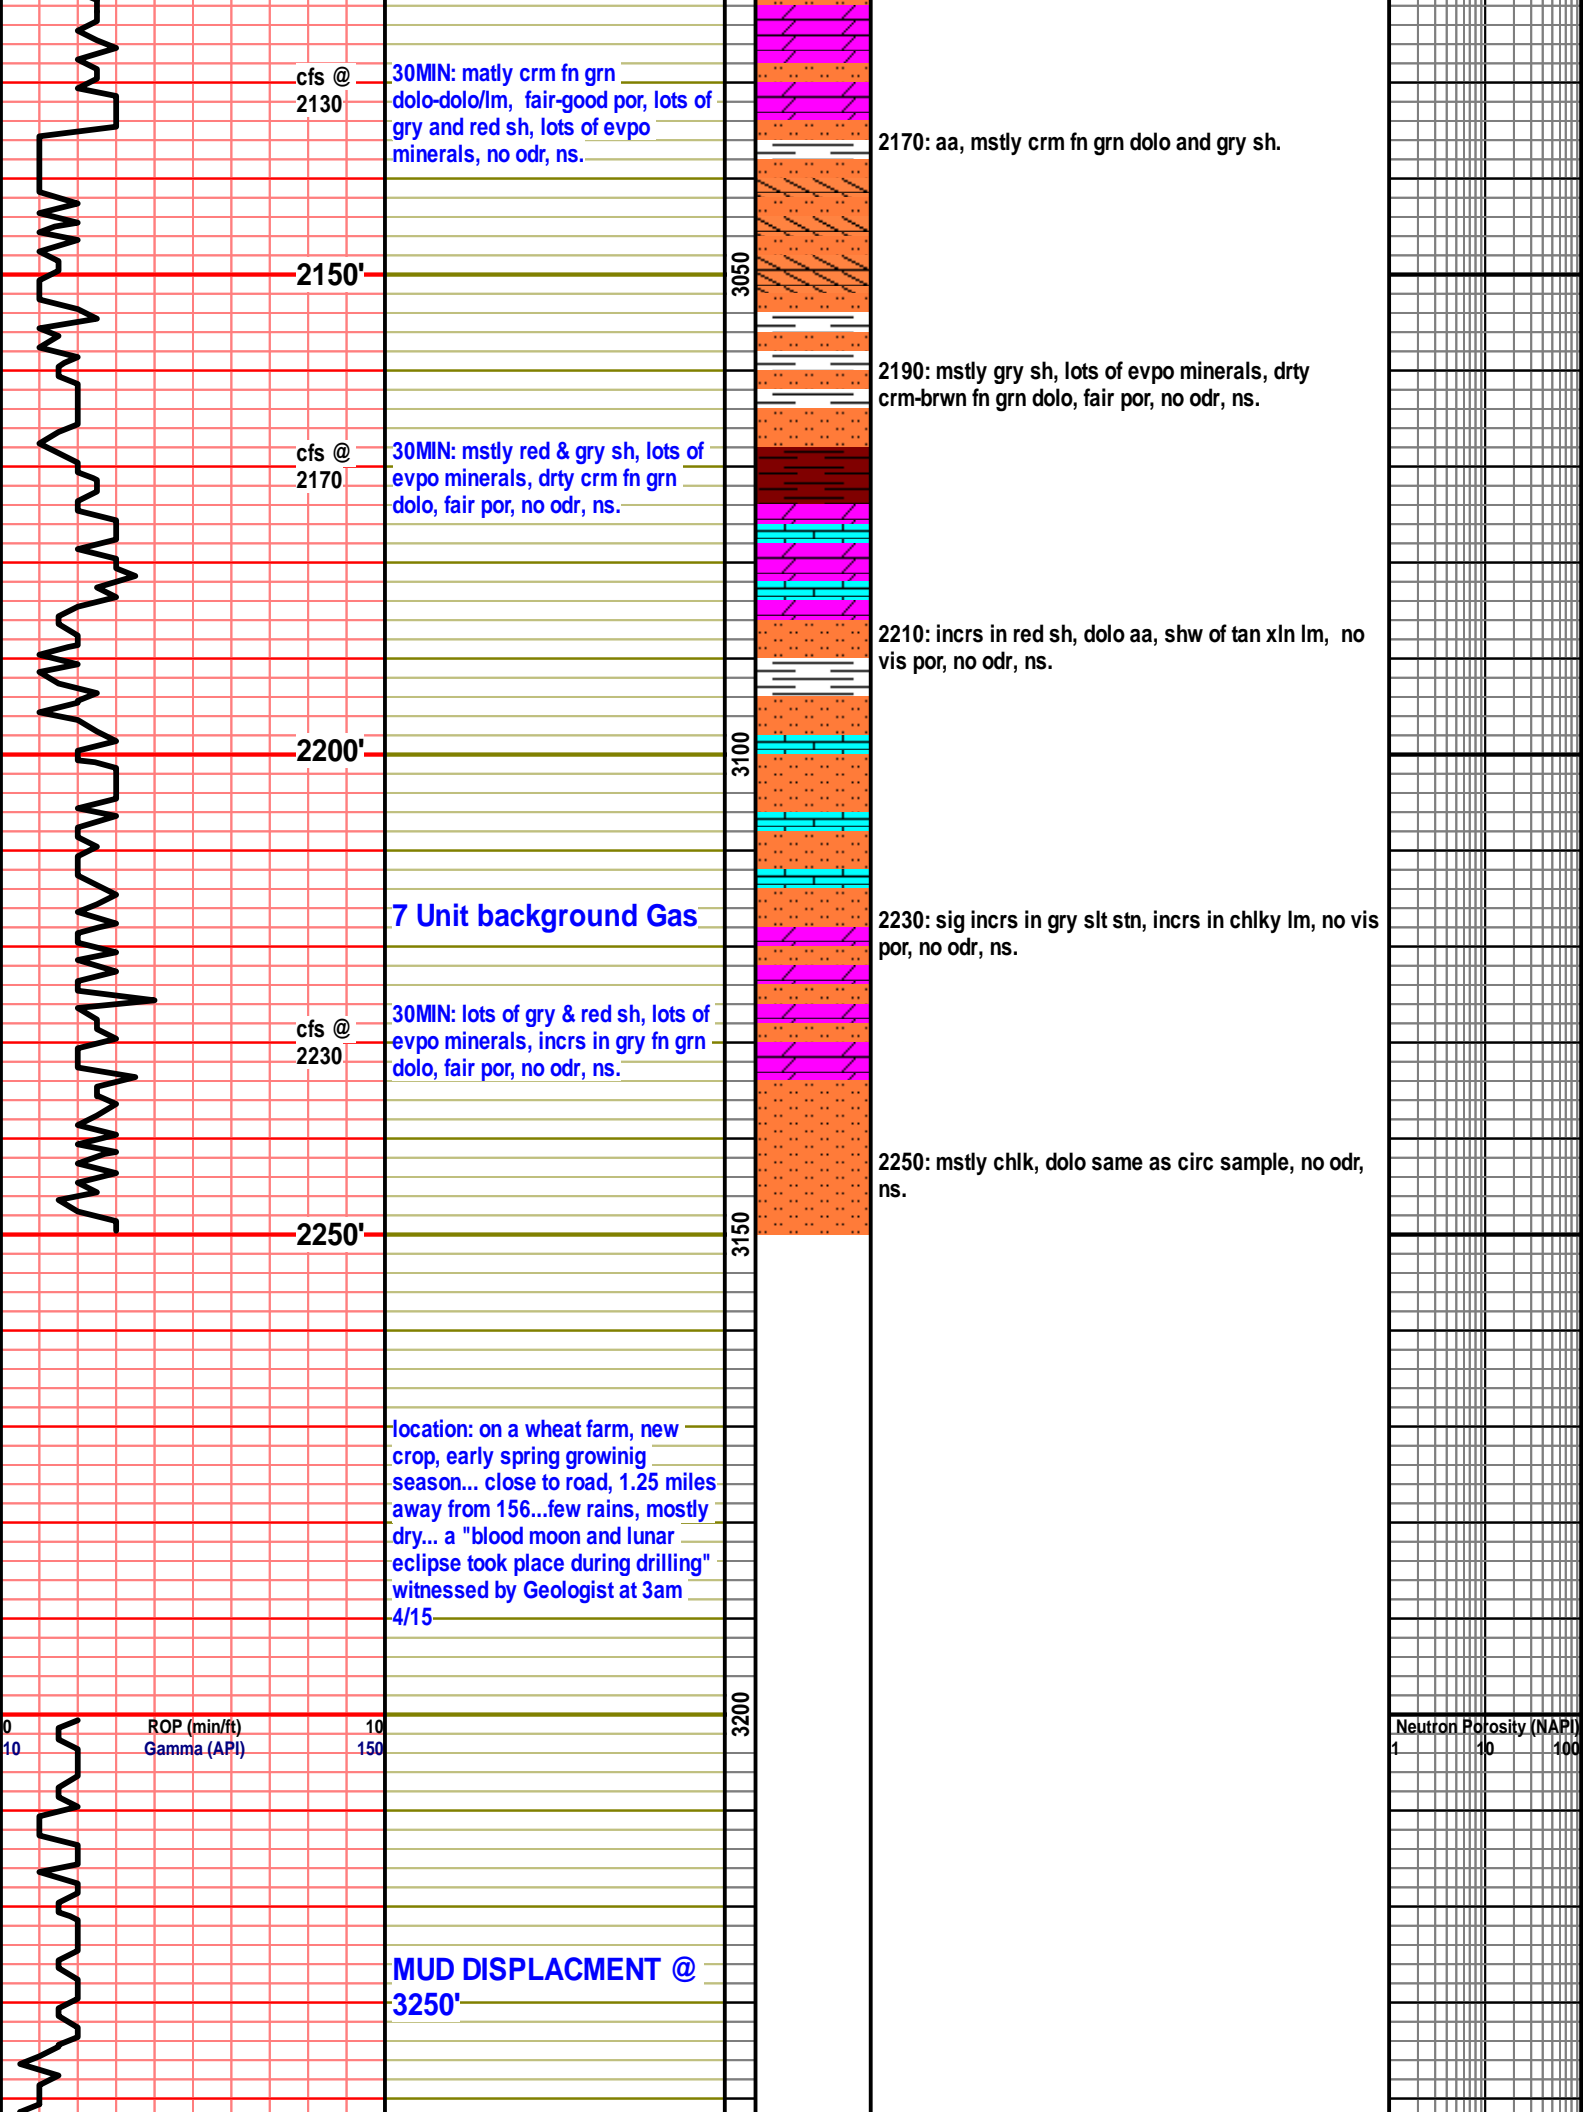 cfs @
2130
30MIN: matly crm fn grn
dolo-dolo/lm, fair-good por, lots of
gry and red sh, lots of evpo
minerals, no odr, ns.
2170: aa, mstly crm fn grn dolo and gry sh.
2150'
3050
2190: mstly gry sh, lots of evpo minerals, drty
crm-brwn fn grn dolo, fair por, no odr, ns.
cfs @
2170
30MIN: mstly red & gry sh, lots of
evpo minerals, drty crm fn grn
dolo, fair por, no odr, ns.
2210: incrs in red sh, dolo aa, shw of tan xln lm, no
vis por, no odr, ns.
2200'
3100
7 Unit background Gas
2230: sig incrs in gry slt stn, incrs in chlky lm, no vis
por, no odr, ns.
cfs @
2230
30MIN: lots of gry & red sh, lots of
evpo minerals, incrs in gry fn grn
dolo, fair por, no odr, ns.
2250: mstly chlk, dolo same as circ sample, no odr,
ns.
2250'
3150
location: on a wheat farm, new
crop, early spring growinig
season... close to road, 1.25 miles
away from 156...few rains, mostly
dry... a "blood moon and lunar
eclipse took place during drilling"
witnessed by Geologist at 3am
4/15
3200
0 ROP (min/ft) 10
10 Gamma (API) 150
Neutron Porosity (NAPI)
1 10 100
MUD DISPLACMENT @
3250'